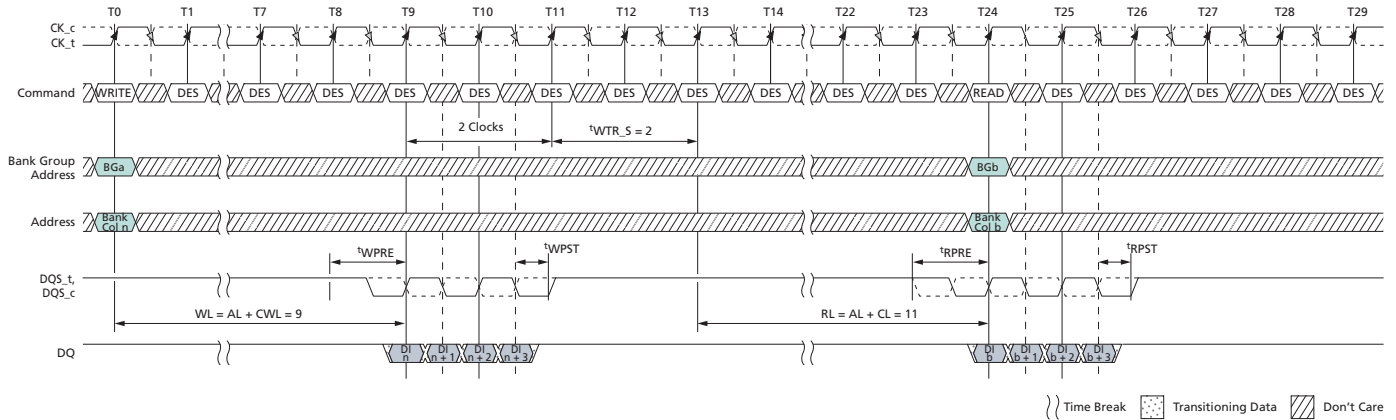 T0 T1 T7 T8 T9 T10 T11 T12 T13 T14 T22 T23 T24 T25 T26 T27 T28 T29
CK_c
CK_t
Command WRITE DES DES DES DES DES DES DES DES DES DES DES READ DES DES DES DES DES
2 Clocks tWTR_S = 2
Bank Group
Address BGa BGb
Address Bank
Col n Bank
Col b
tWPRE tWPST tRPRE tRPST
DQS_t,
DQS_c
WL = AL + CWL = 9 RL = AL + CL = 11
DQ DI
n DI
n + 1 DI
n + 2 DI
n + 3 DI
b DI
b + 1 DI
b + 2 DI
b + 3
Time Break Transitioning Data Don't Care